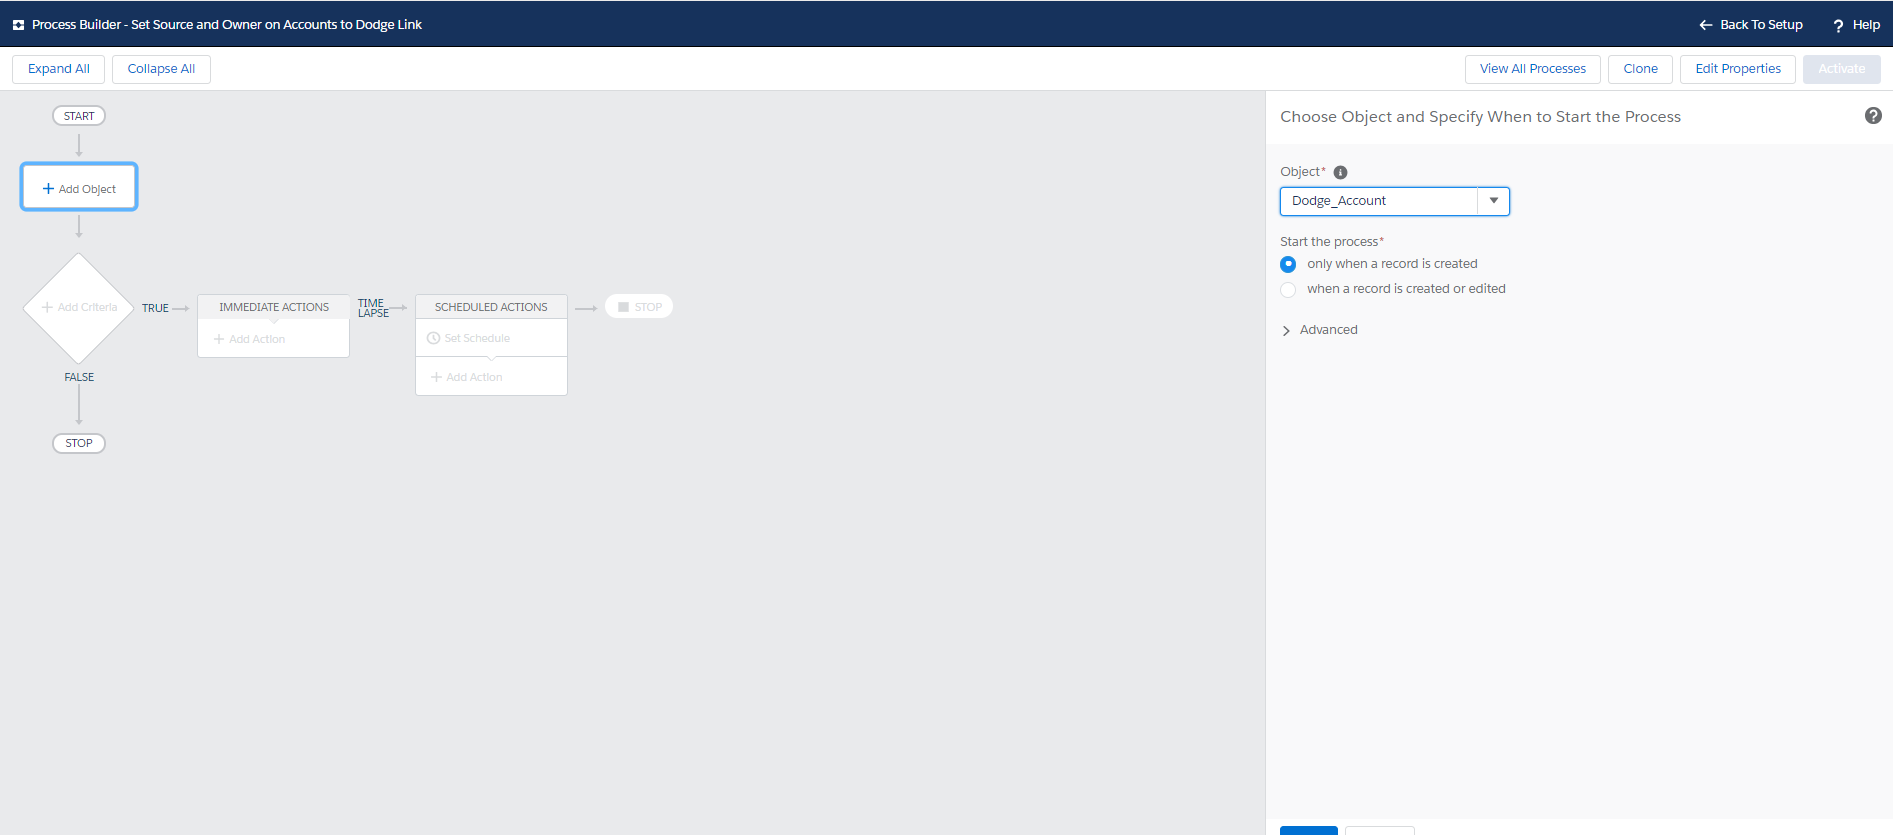 Process Builder - Set Source and Owner on Accounts to Dodge Link
Back To Setup
? Help
Expand All
Collapse All
View All Processes
Clone
Edit Properties
Activate
START
+ Add Object
+ Add Criteria
TRUE
IMMEDIATE ACTIONS
+ Add Action
TIME
LAPSE
SCHEDULED ACTIONS
Set Schedule
+ Add Action
STOP
FALSE
STOP
Choose Object and Specify When to Start the Process
?
Object*
Dodge_Account
Start the process*
only when a record is created
when a record is created or edited
Advanced